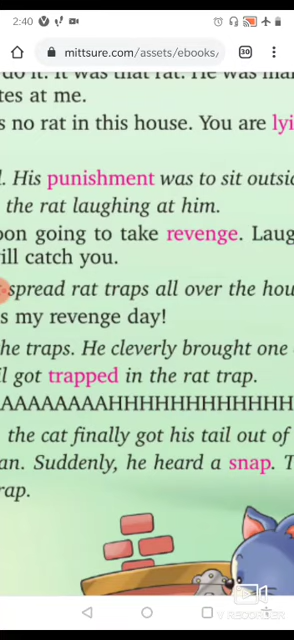 2:40
mittsure.com/assets/ebooks/
30
do it. It was that rat. He was
tes at me.
s no rat in this house. You are lyi
. His punishment was to sit outsi
the rat laughing at him.
oon going to take revenge. Laug
ill catch you.
spread rat traps all over the hou
s my revenge day!
he traps. He cleverly brought one
l got trapped in the rat trap.
AAAAAAAAHHHHHHHHHHHHH
the cat finally got his tail out of
an. Suddenly, he heard a snap. T
rap.
V RECORDER